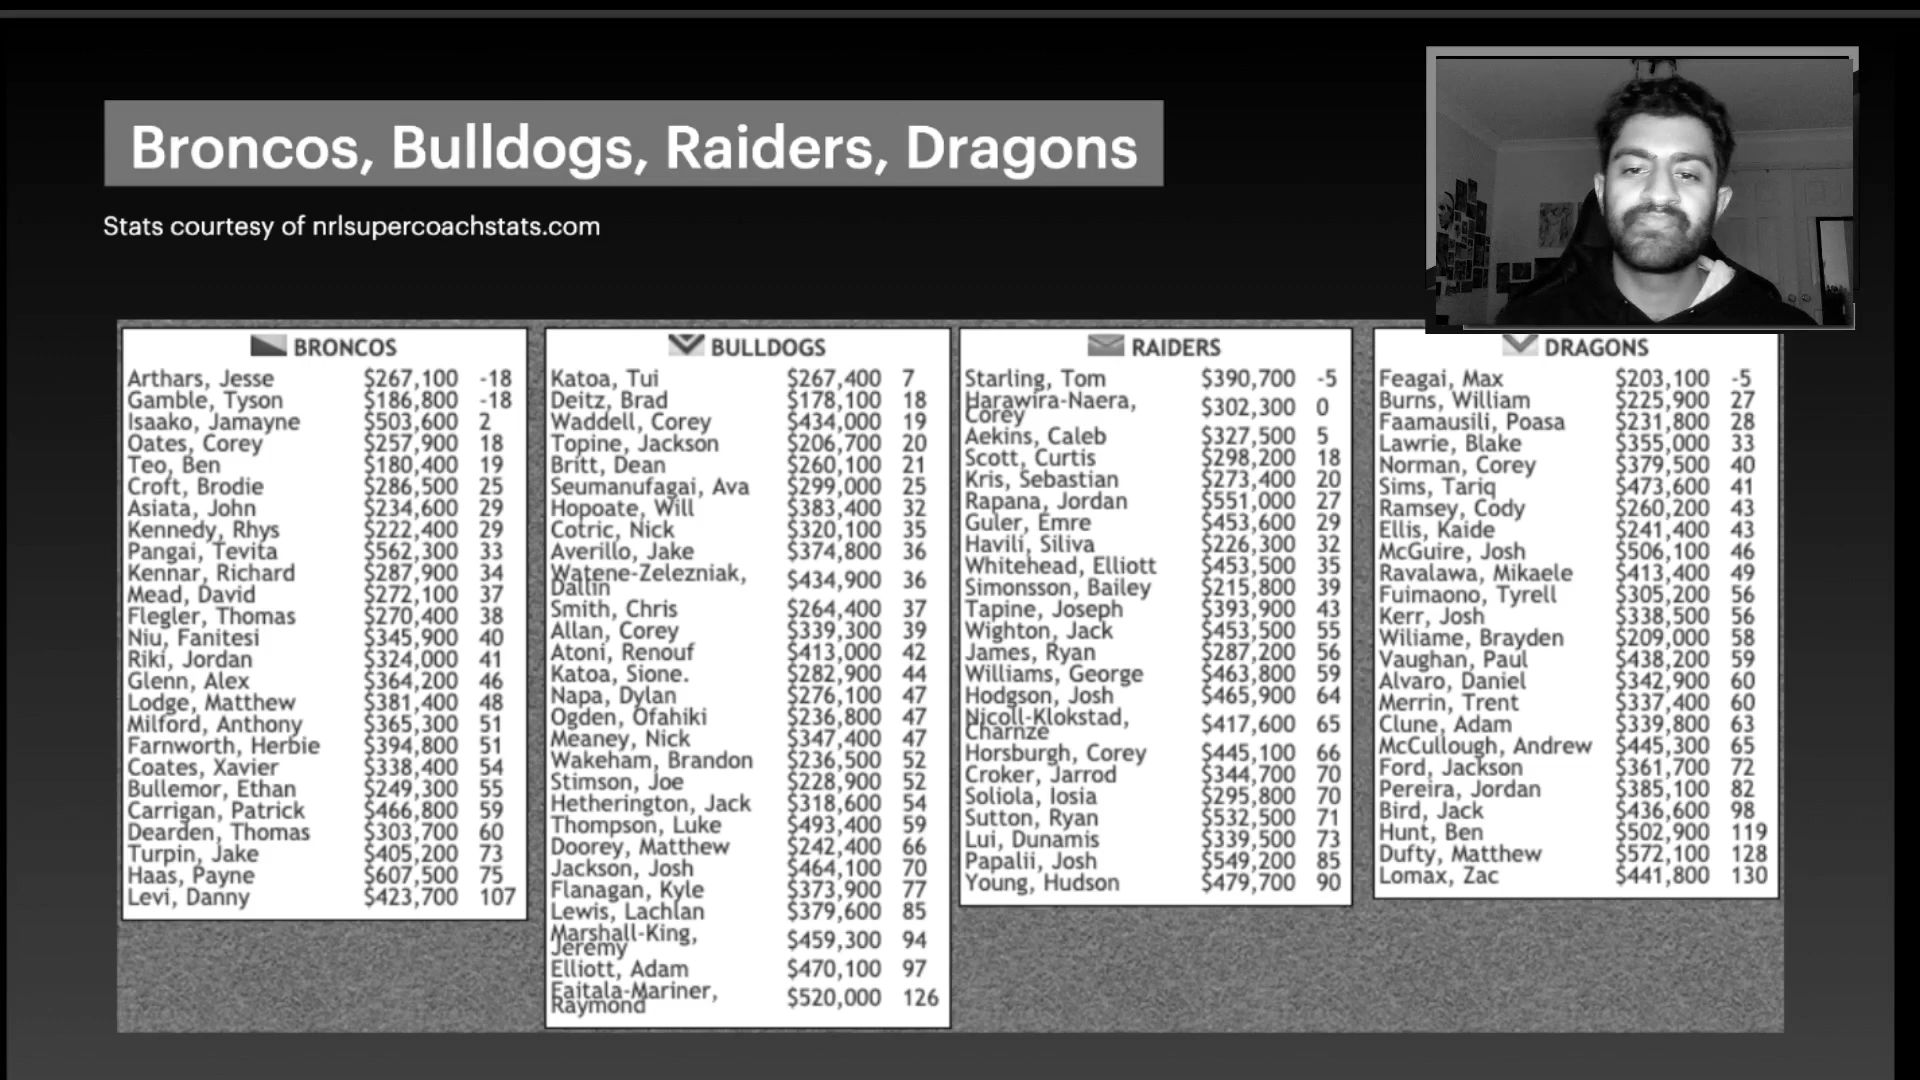 Broncos, Bulldogs, Raiders, Dragons
Stats courtesy of nrlsupercoachstats.com
BRONCOS
Arthars, Jesse $267,100 -18
Gamble, Tyson $186,800 -18
Isaako, Jamayne $503,600 2
Oates, Corey $257,900 18
Teo, Ben $180,400 19
Croft, Brodie $286,500 25
Asiata, John $234,600 29
Kennedy, Rhys $222,400 29
Pangai, Tevita $562,300 33
Kennar, Richard $287,900 34
Mead, David $272,100 37
Flegler, Thomas $270,400 38
Niu, Fanitesi $345,900 40
Riki, Jordan $324,000 41
Glenn, Alex $364,200 46
Lodge, Matthew $381,400 48
Milford, Anthony $365,300 51
Farnworth, Herbie $394,800 51
Coates, Xavier $338,400 54
Bullemor, Ethan $249,300 55
Carrigan, Patrick $466,800 59
Dearden, Thomas $303,700 60
Turpin, Jake $405,200 73
Haas, Payne $607,500 75
Levi, Danny $423,700 107
BULLDOGS
Katoa, Tui $267,400 7
Deitz, Brad $178,100 18
Waddell, Corey $434,000 19
Topine, Jackson $206,700 20
Britt, Dean $260,100 21
Seumanufagai, Ava $299,000 25
Hopoate, Will $383,400 32
Cotric, Nick $320,100 35
Averillo, Jake $374,800 36
Watene-Zelezniak,
Dallin $434,900 36
Smith, Chris $264,400 37
Allan, Corey $339,300 39
Atoni, Renouf $413,000 42
Katoa, Sione. $282,900 44
Napa, Dylan $276,100 47
Ogden, Ofahiki $236,800 47
Meaney, Nick $347,400 47
Wakeham, Brandon $236,500 52
Stimson, Joe $228,900 52
Hetherington, Jack $318,600 54
Thompson, Luke $493,400 59
Doorey, Matthew $242,400 66
Jackson, Josh $464,100 70
Flanagan, Kyle $373,900 77
Lewis, Lachlan $379,600 85
Marshall-King,
Jeremy $459,300 94
Elliott, Adam $470,100 97
Faitala-Mariner,
Raymond $520,000 126
RAIDERS
Starling, Tom $390,700 -5
Harawira-Naera,
Corey $302,300 0
Aekins, Caleb $327,500 5
Scott, Curtis $298,200 18
Kris, Sebastian $273,400 20
Rapana, Jordan $551,000 27
Guler, Emre $453,600 29
Havili, Siliva $226,300 32
Whitehead, Elliott $453,500 35
Simonsson, Bailey $215,800 39
Tapine, Joseph $393,900 43
Wighton, Jack $453,500 55
James, Ryan $287,200 56
Williams, George $463,800 59
Hodgson, Josh $465,900 64
Nicoll-Klokstad,
Charnze $417,600 65
Horsburgh, Corey $445,100 66
Croker, Jarrod $344,700 70
Soliola, Iosia $295,800 70
Sutton, Ryan $532,500 71
Lui, Dunamis $339,500 73
Papalii, Josh $549,200 85
Young, Hudson $479,700 90
DRAGONS
Feagai, Max $203,100 -5
Burns, William $225,900 27
Faamausili, Poasa $231,800 28
Lawrie, Blake $355,000 33
Norman, Corey $379,500 40
Sims, Tariq $473,600 41
Ramsey, Cody $260,200 43
Ellis, Kaide $241,400 43
McGuire, Josh $506,100 46
Ravalawa, Mikaele $413,400 49
Fuimaono, Tyrell $305,200 56
Kerr, Josh $338,500 56
Wiliame, Brayden $209,000 58
Vaughan, Paul $438,200 59
Alvaro, Daniel $342,900 60
Merrin, Trent $337,400 60
Clune, Adam $339,800 63
McCullough, Andrew $445,300 65
Ford, Jackson $361,700 72
Pereira, Jordan $385,100 82
Bird, Jack $436,600 98
Hunt, Ben $502,900 119
Dufty, Matthew $572,100 128
Lomax, Zac $441,800 130